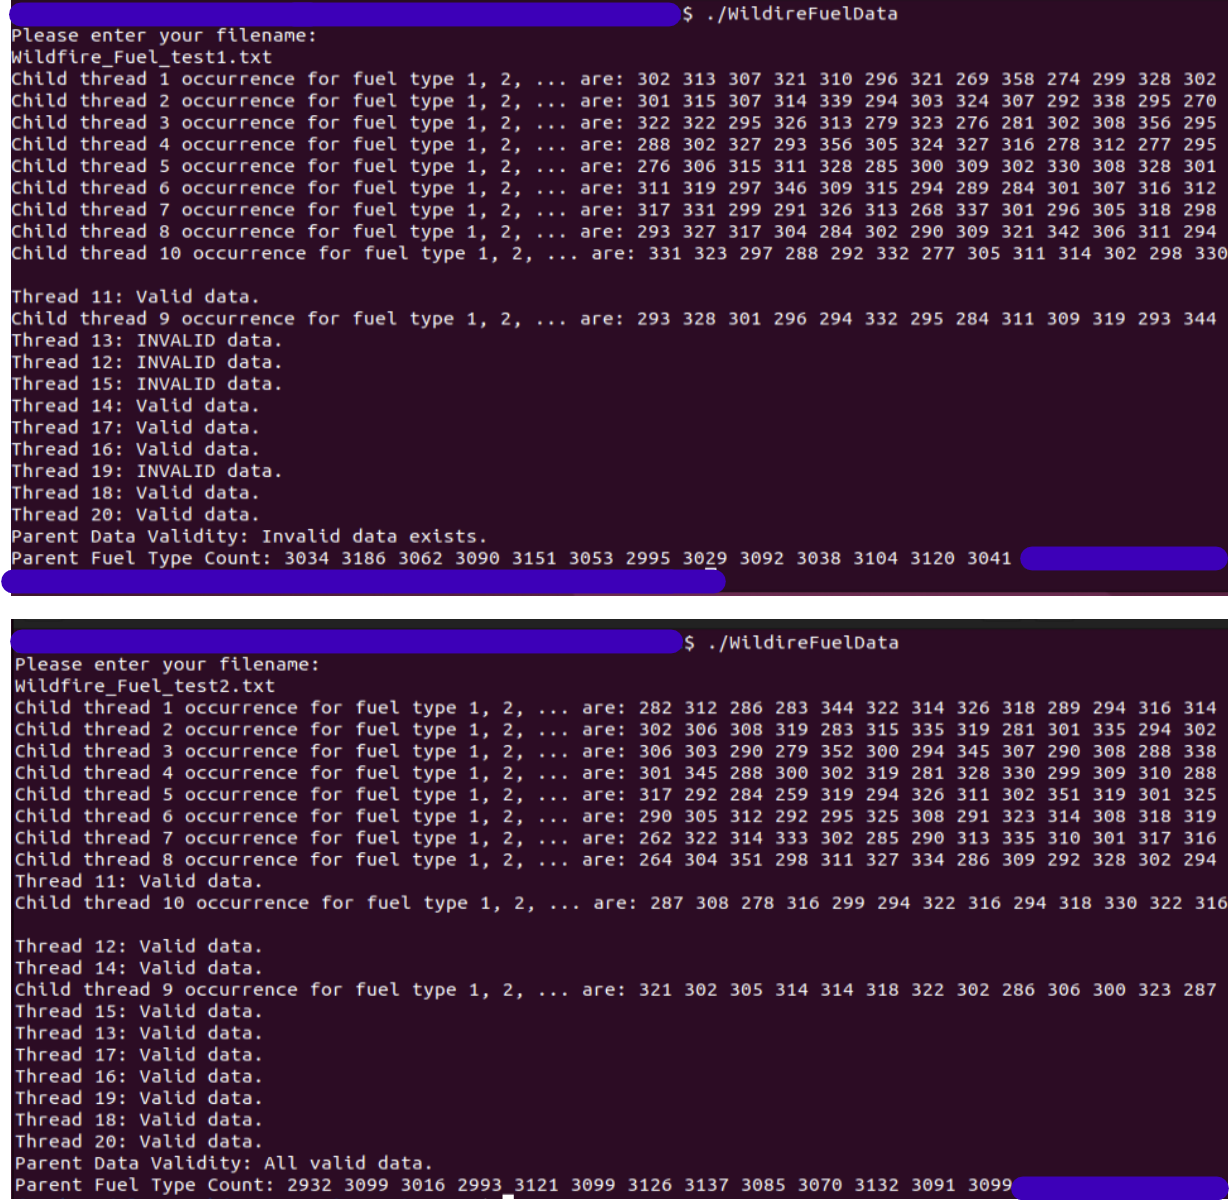 $ ./WildireFuelData
Please enter your filename:
Wildfire_Fuel_test1.txt
Child thread 1 occurrence for fuel type 1, 2, ... are: 302 313 307 321 310 296 321 269 358 274 299 328 302
Child thread 2 occurrence for fuel type 1, 2, ... are: 301 315 307 314 339 294 303 324 307 292 338 295 270
Child thread 3 occurrence for fuel type 1, 2, ... are: 322 322 295 326 313 279 323 276 281 302 308 356 295
Child thread 4 occurrence for fuel type 1, 2, ... are: 288 302 327 293 356 305 324 327 316 278 312 277 295
Child thread 5 occurrence for fuel type 1, 2, ... are: 276 306 315 311 328 285 300 309 302 330 308 328 301
Child thread 6 occurrence for fuel type 1, 2, ... are: 311 319 297 346 309 315 294 289 284 301 307 316 312
Child thread 7 occurrence for fuel type 1, 2, ... are: 317 331 299 291 326 313 268 337 301 296 305 318 298
Child thread 8 occurrence for fuel type 1, 2, ... are: 293 327 317 304 284 302 290 309 321 342 306 311 294
Child thread 10 occurrence for fuel type 1, 2, ... are: 331 323 297 288 292 332 277 305 311 314 302 298 330
Thread 11: Valid data.
Child thread 9 occurrence for fuel type 1, 2, ... are: 293 328 301 296 294 332 295 284 311 309 319 293 344
Thread 13: INVALID data.
Thread 12: INVALID data.
Thread 15: INVALID data.
Thread 14: Valid data.
Thread 17: Valid data.
Thread 16: Valid data.
Thread 19: INVALID data.
Thread 18: Valid data.
Thread 20: Valid data.
Parent Data Validity: Invalid data exists.
Parent Fuel Type Count: 3034 3186 3062 3090 3151 3053 2995 3029 3092 3038 3104 3120 3041
$ ./WildireFuelData
Please enter your filename:
Wildfire_Fuel_test2.txt
Child thread 1 occurrence for fuel type 1, 2, ... are: 282 312 286 283 344 322 314 326 318 289 294 316 314
Child thread 2 occurrence for fuel type 1, 2, ... are: 302 306 308 319 283 315 335 319 281 301 335 294 302
Child thread 3 occurrence for fuel type 1, 2, ... are: 306 303 290 279 352 300 294 345 307 290 308 288 338
Child thread 4 occurrence for fuel type 1, 2, ... are: 301 345 288 300 302 319 281 328 330 299 309 310 288
Child thread 5 occurrence for fuel type 1, 2, ... are: 317 292 284 259 319 294 326 311 302 351 319 301 325
Child thread 6 occurrence for fuel type 1, 2, ... are: 290 305 312 292 295 325 308 291 323 314 308 318 319
Child thread 7 occurrence for fuel type 1, 2, ... are: 262 322 314 333 302 285 290 313 335 310 301 317 316
Child thread 8 occurrence for fuel type 1, 2, ... are: 264 304 351 298 311 327 334 286 309 292 328 302 294
Thread 11: Valid data.
Child thread 10 occurrence for fuel type 1, 2, ... are: 287 308 278 316 299 294 322 316 294 318 330 322 316
Thread 12: Valid data.
Thread 14: Valid data.
Child thread 9 occurrence for fuel type 1, 2, ... are: 321 302 305 314 314 318 322 302 286 306 300 323 287
Thread 15: Valid data.
Thread 13: Valid data.
Thread 17: Valid data.
Thread 16: Valid data.
Thread 19: Valid data.
Thread 18: Valid data.
Thread 20: Valid data.
Parent Data Validity: All valid data.
Parent Fuel Type Count: 2932 3099 3016 2993 3121 3099 3126 3137 3085 3070 3132 3091 3099